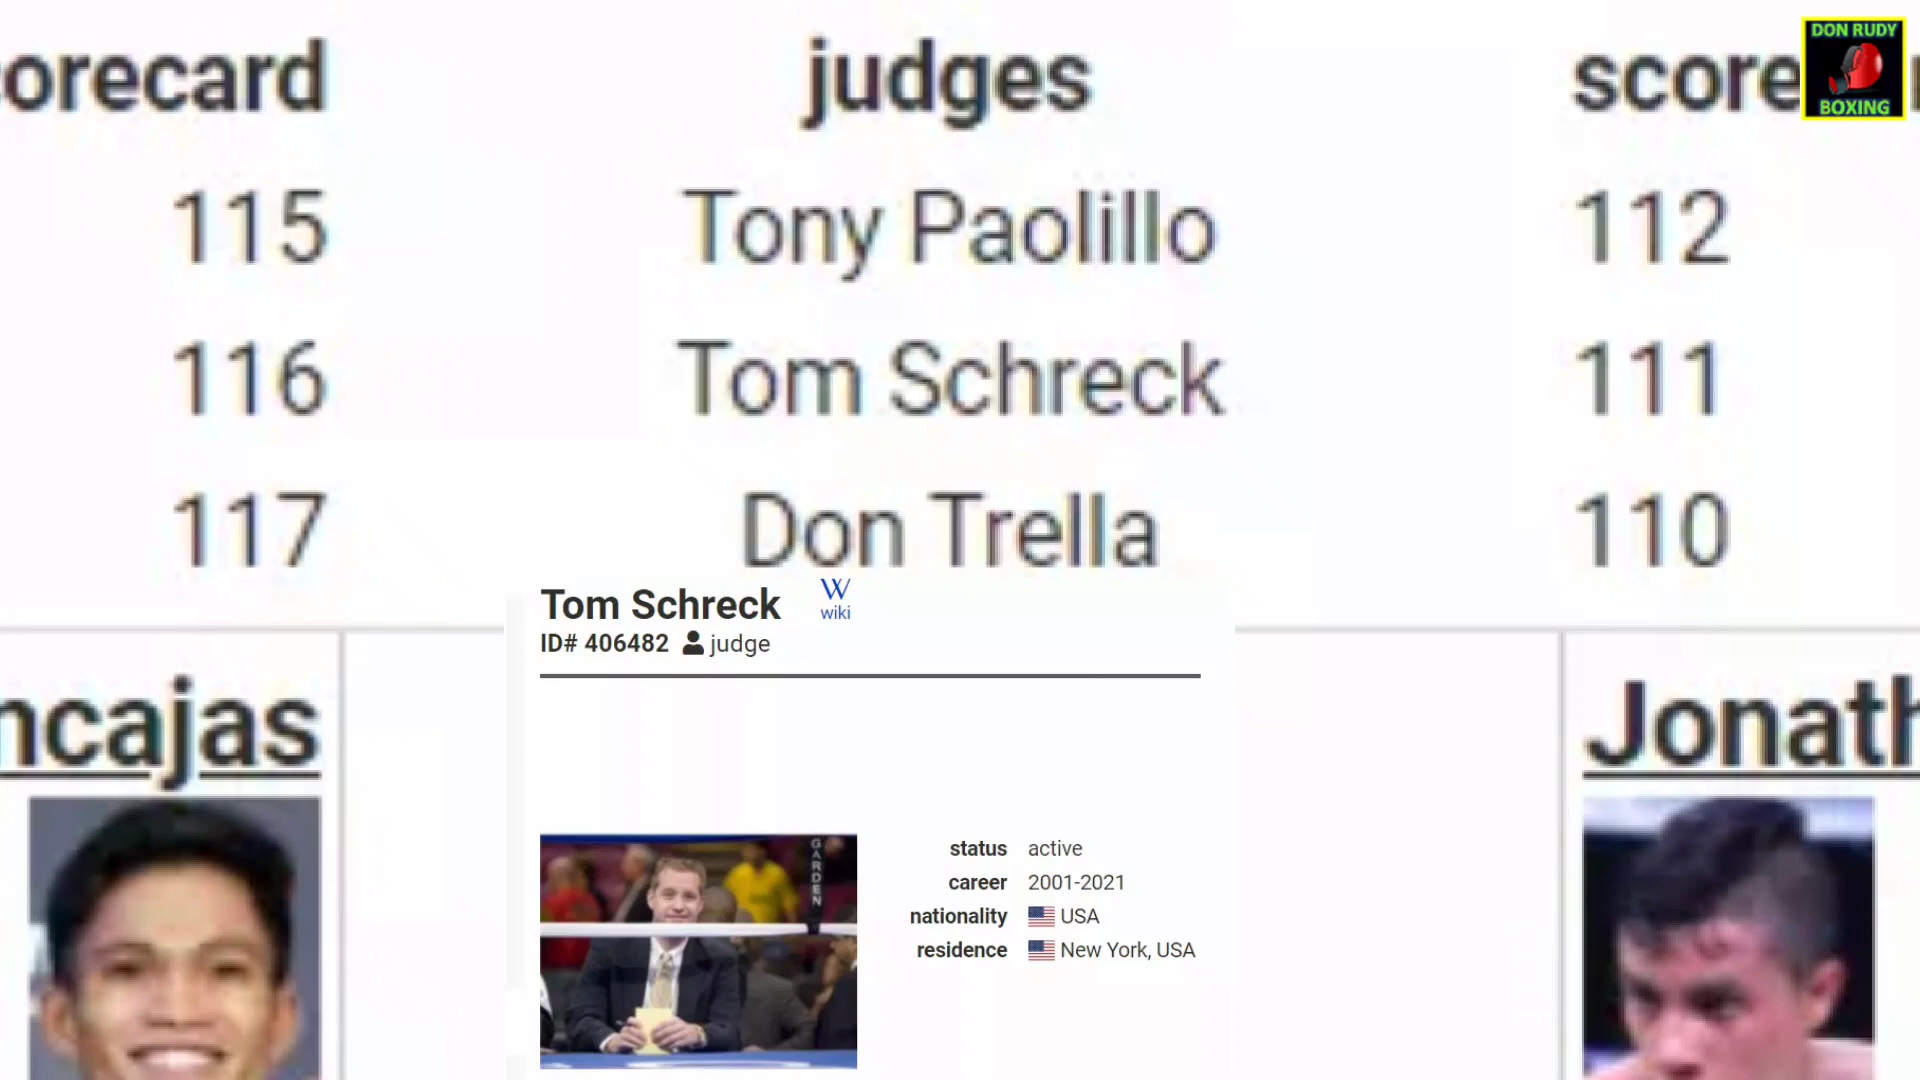 orecard judges score
115 Tony Paolillo 112
116 Tom Schreck 111
117 Don Trella 110
DON RUDY
BOXING
Tom Schreck
W
wiki
ID# 406482 judge
ncajas
Jonath
GARDEN
status active
career 2001-2021
nationality USA
residence New York, USA